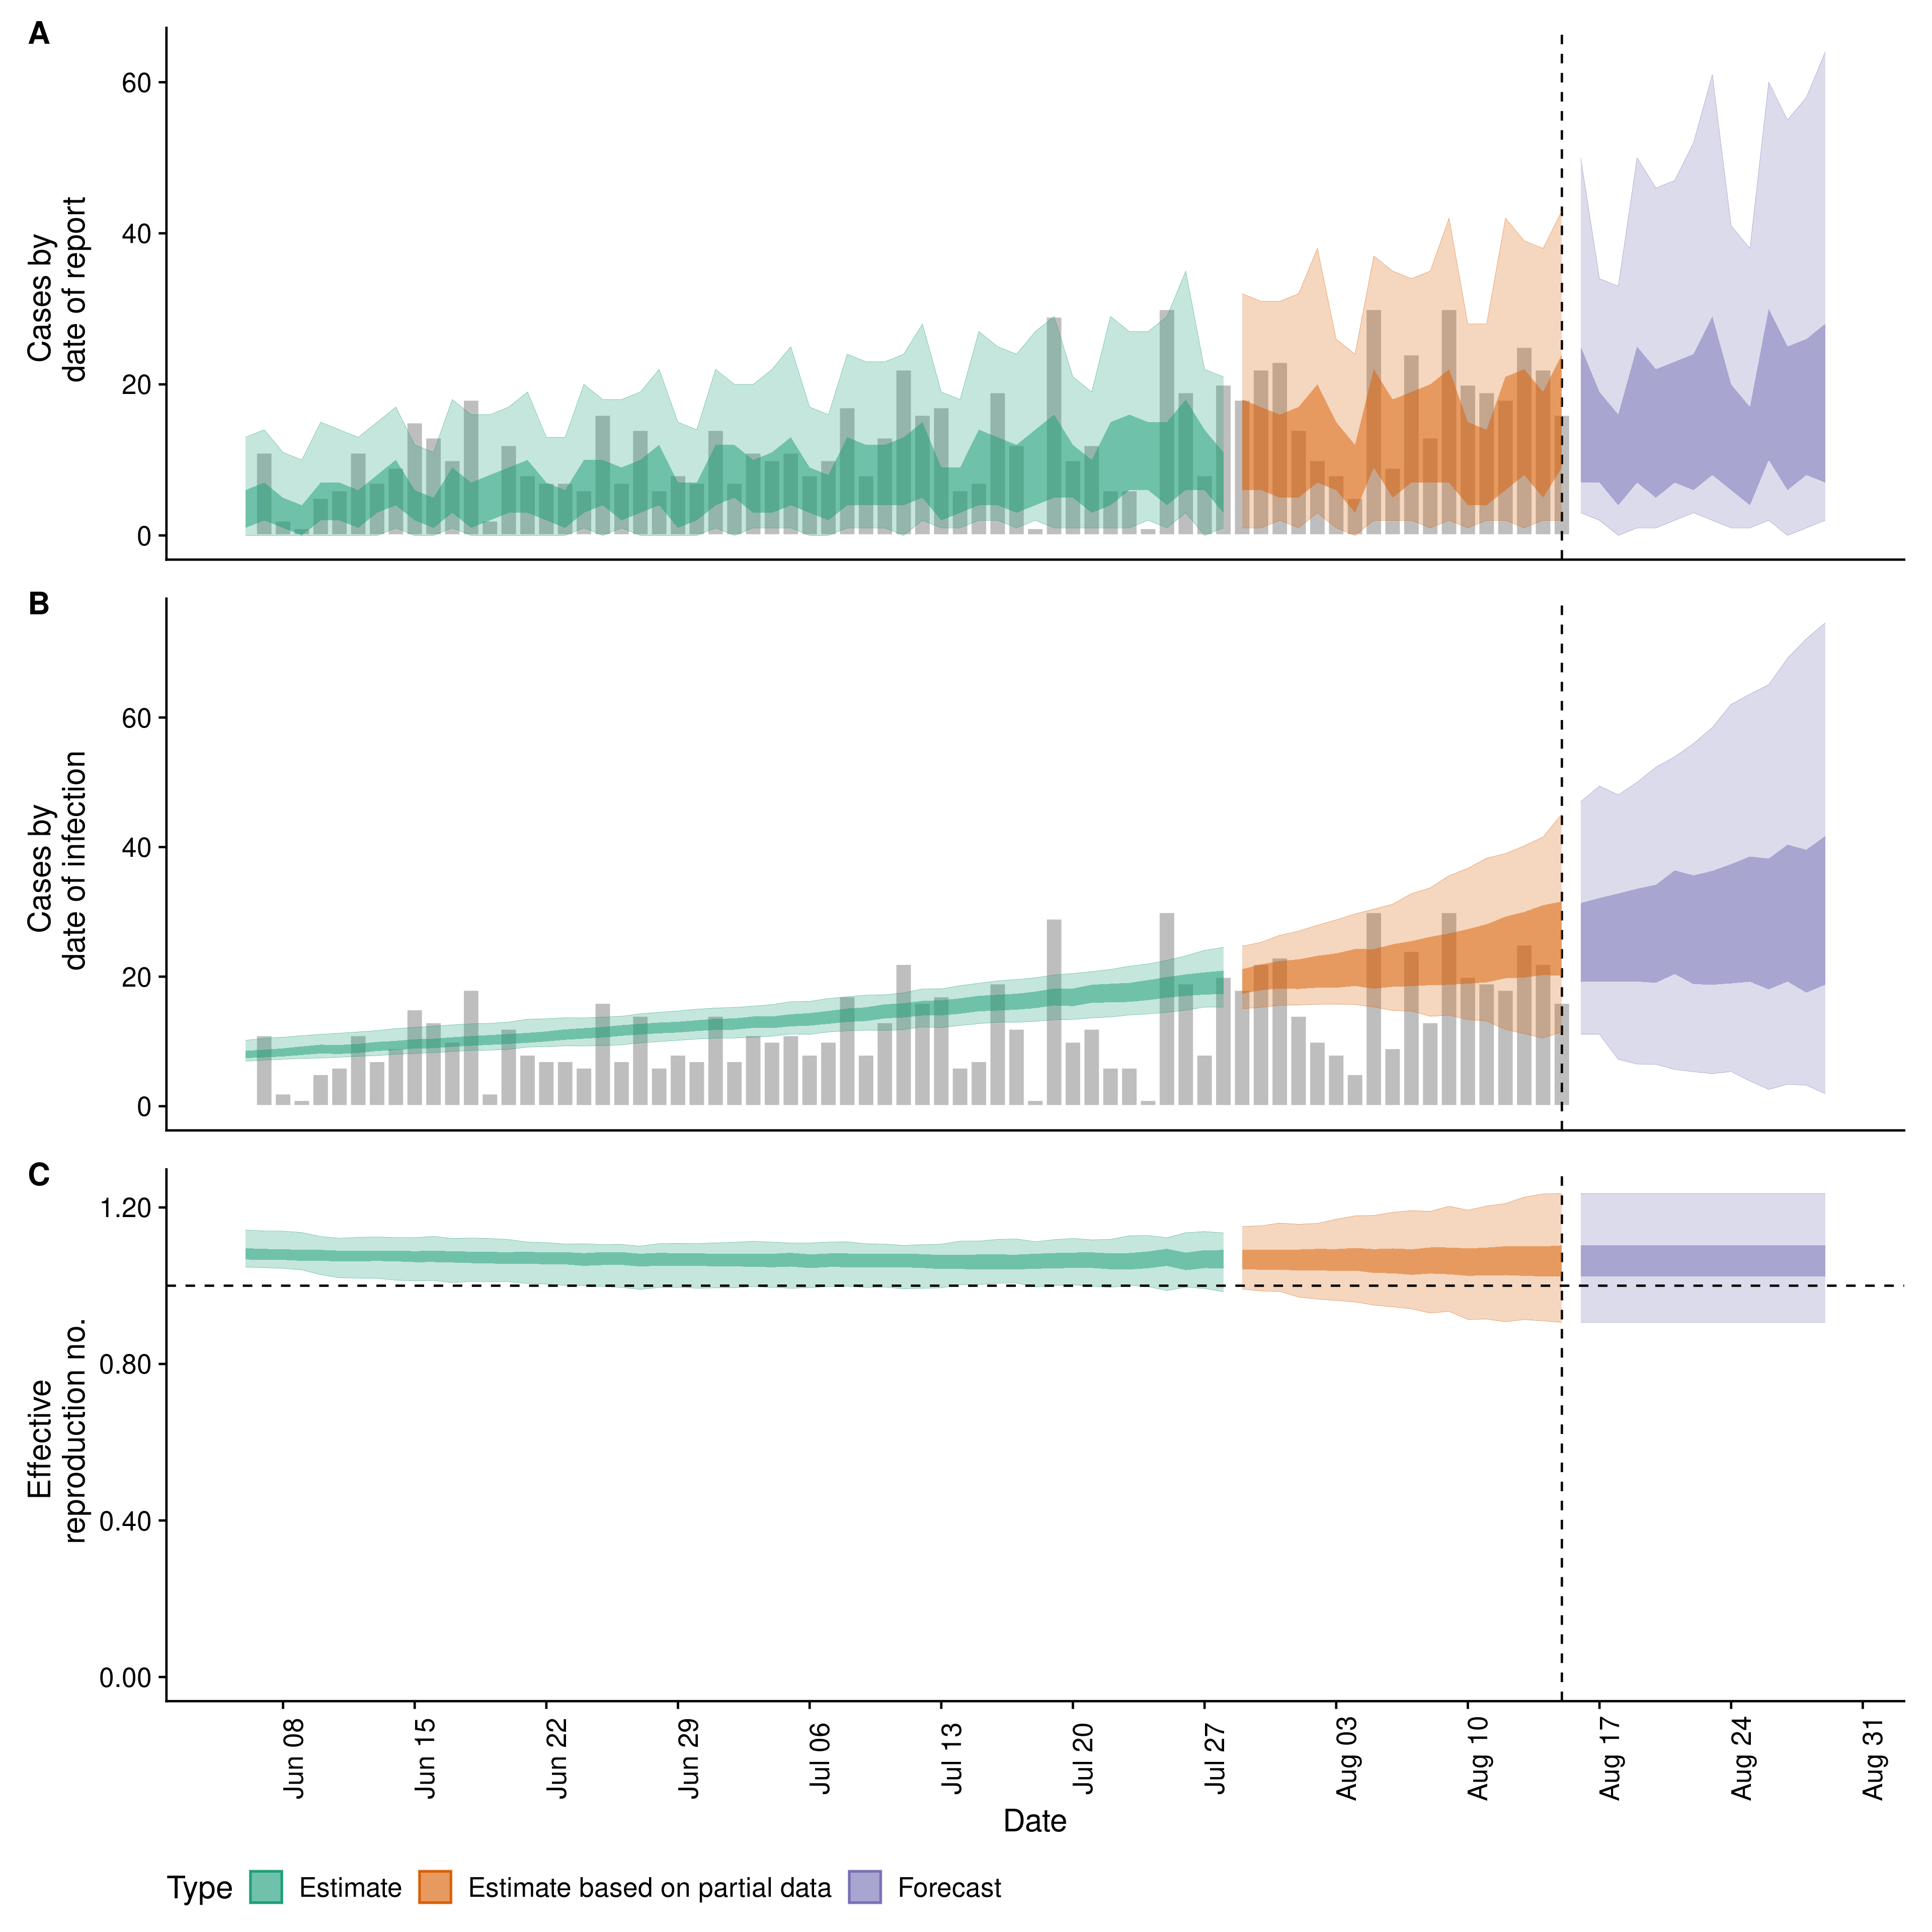 A
Cases by
date of report
60
40
20
0
B
Cases by
date of infection
60
40
20
0
C
Effective
reproduction no.
1.20
0.80
0.40
0.00
Jun 08
Jun 15
Jun 22
Jun 29
Jul 06
Jul 13
Jul 20
Jul 27
Aug 03
Aug 10
Aug 17
Aug 24
Aug 31
Date
Type Estimate Estimate based on partial data Forecast